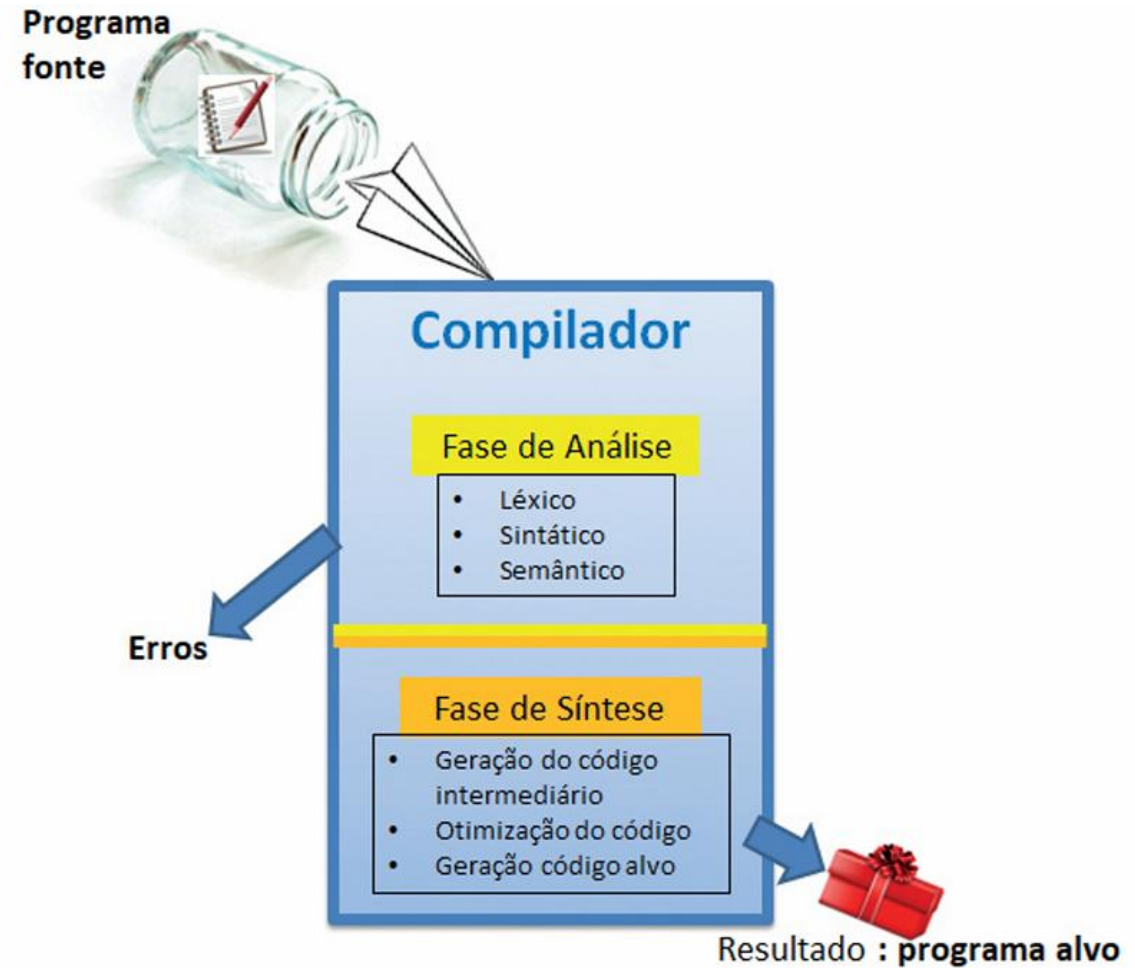 Programa
fonte
Compilador
Fase de Análise
• Léxico
• Sintático
• Semântico
Erros
Fase de Síntese
• Geração do código
intermediário
• Otimização do código
• Geração código alvo
Resultado : programa alvo